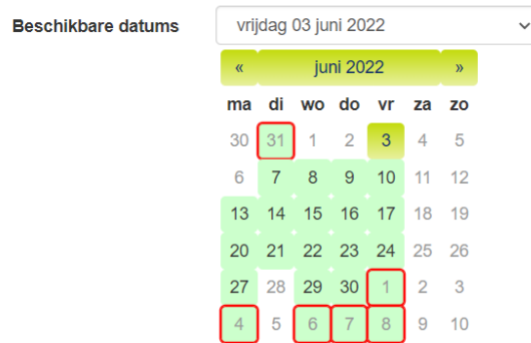 Beschikbare datums vrijdag 03 juni 2022
« juni 2022 »
ma di wo do vr za zo
30 31 1 2 3 4 5
6 7 8 9 10 11 12
13 14 15 16 17 18 19
20 21 22 23 24 25 26
27 28 29 30 1 2 3
4 5 6 7 8 9 10